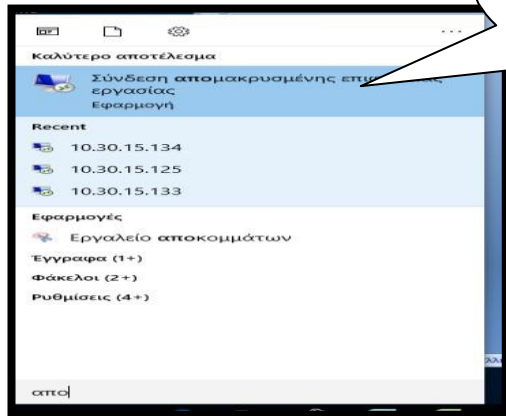 Καλύτερο αποτέλεσμα
Σύνδεση απομακρυσμένης
εργασίας
Εφαρμογή
Recent
10.30.15.134
10.30.15.125
10.30.15.133
Εφαρμογές
Εργαλείο αποκομμάτων
Έγγραφα (1+)
Φάκελοι (2+)
Ρυθμίσεις (4+)
απο